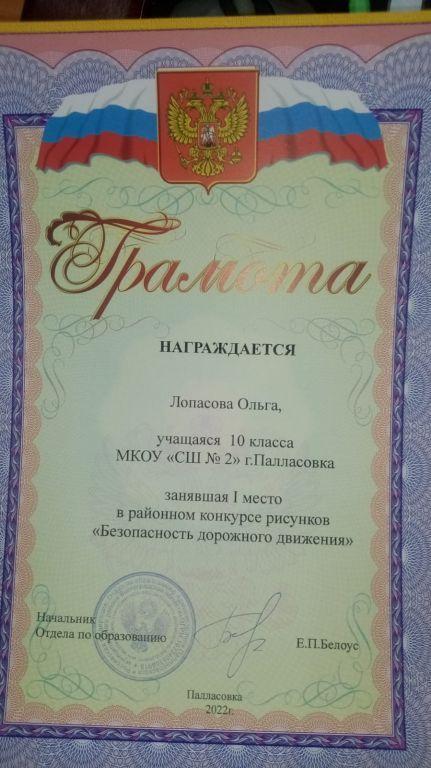 Грамота
НАГРАЖДАЕТСЯ
Лопасова Ольга,
учащаяся 10 класса
МКОУ «СШ № 2» г.Палласовка
занявшая I место
в районном конкурсе рисунков
«Безопасность дорожного движения»
Начальник
Отдела по образованию
Е.П.Белоус
Палласовка
2022г.